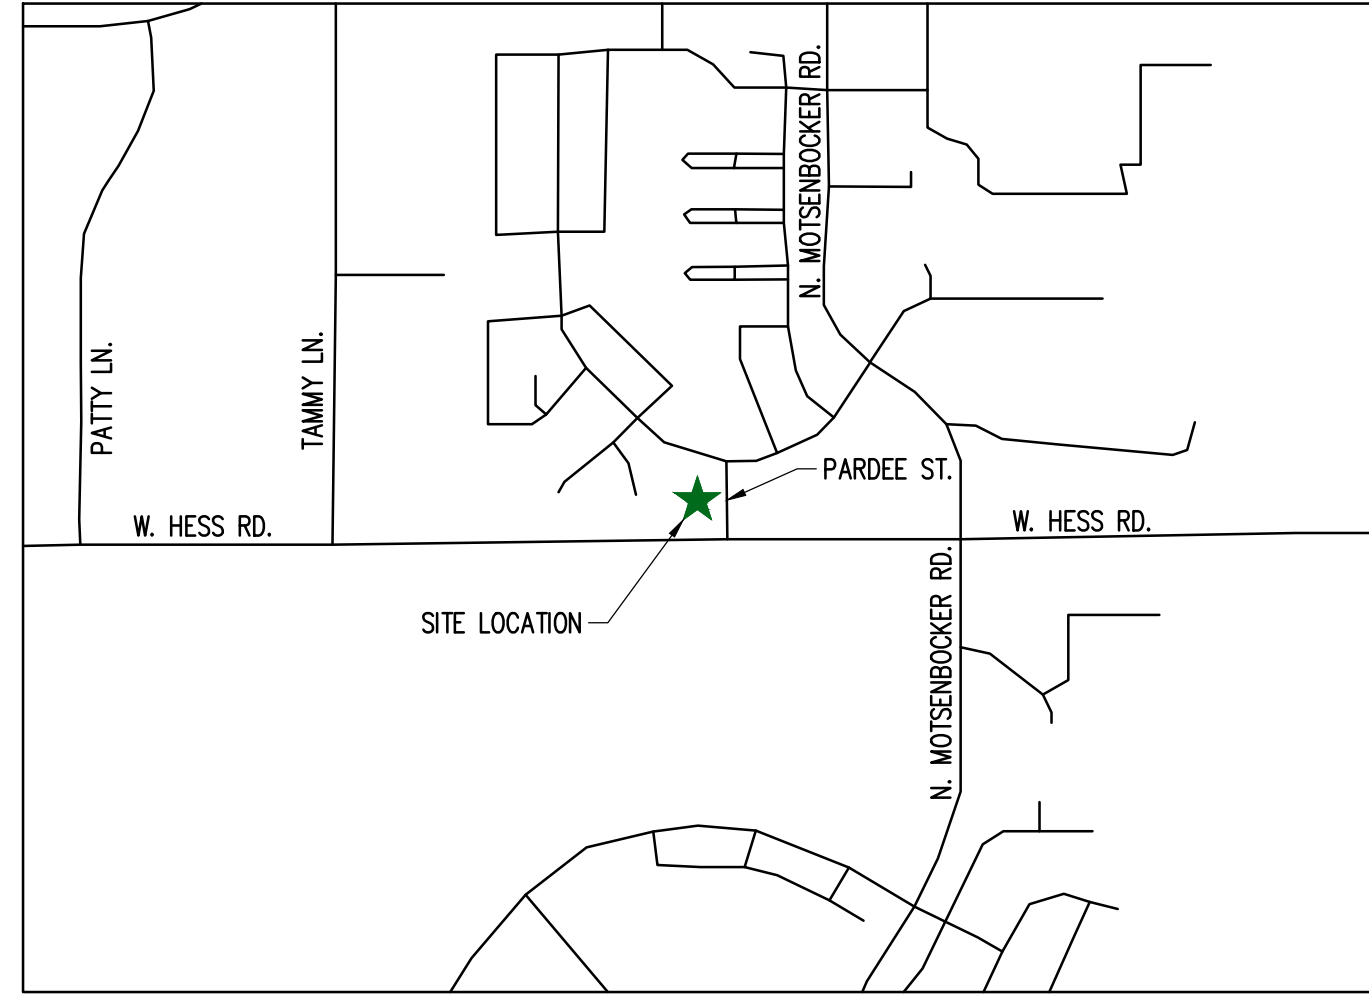 N. MOTSENBOCKER RD.
PATTY LN.
TAMMY LN.
PARDEE ST.
W. HESS RD.
W. HESS RD.
SITE LOCATION
N. MOTSENBOCKER RD.